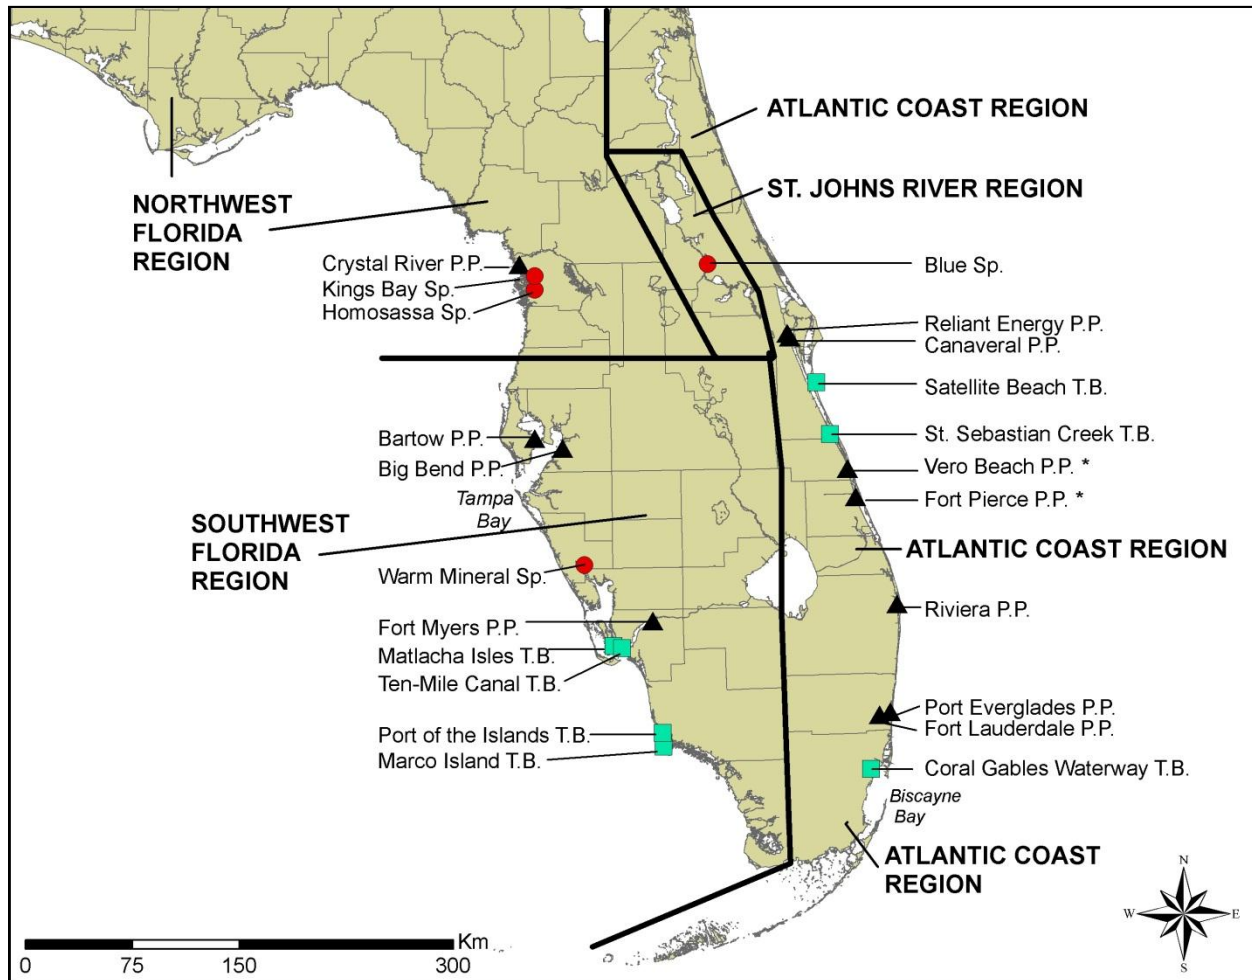 ATLANTIC COAST REGION
ST. JOHNS RIVER REGION
NORTHWEST
FLORIDA
REGION
Crystal River P.P.
Kings Bay Sp.
Homosassa Sp.
Blue Sp.
Reliant Energy P.P.
Canaveral P.P.
Satellite Beach T.B.
St. Sebastian Creek T.B.
Vero Beach P.P. *
Fort Pierce P.P. *
Bartow P.P.
Big Bend P.P.
Tampa
Bay
SOUTHWEST
FLORIDA
REGION
ATLANTIC COAST REGION
Warm Mineral Sp.
Riviera P.P.
Fort Myers P.P.
Matlacha Isles T.B.
Ten-Mile Canal T.B.
Port of the Islands T.B.
Marco Island T.B.
Port Everglades P.P.
Fort Lauderdale P.P.
Coral Gables Waterway T.B.
Biscayne
Bay
ATLANTIC COAST
REGION
N
W E
S
Km
0 75 150 300